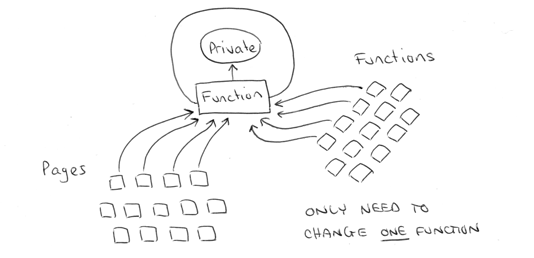 Private
Function
Functions
Pages
ONLY NEED TO
CHANGE ONE FUNCTION